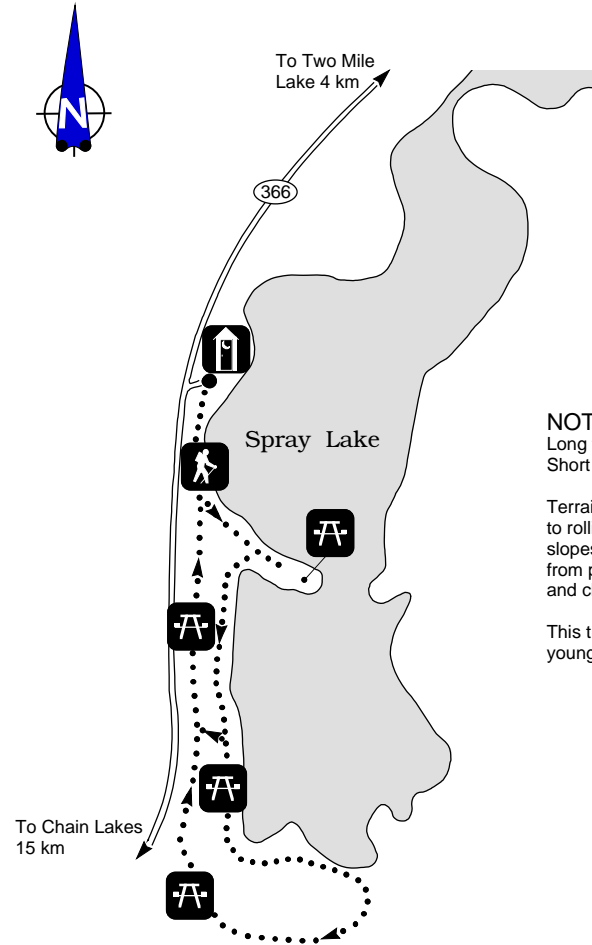 To Two Mile
Lake 4 km
N
366
Spray Lake
Long
Short
to roll
slopes
from
and
This
young
To Chain Lakes
15 km